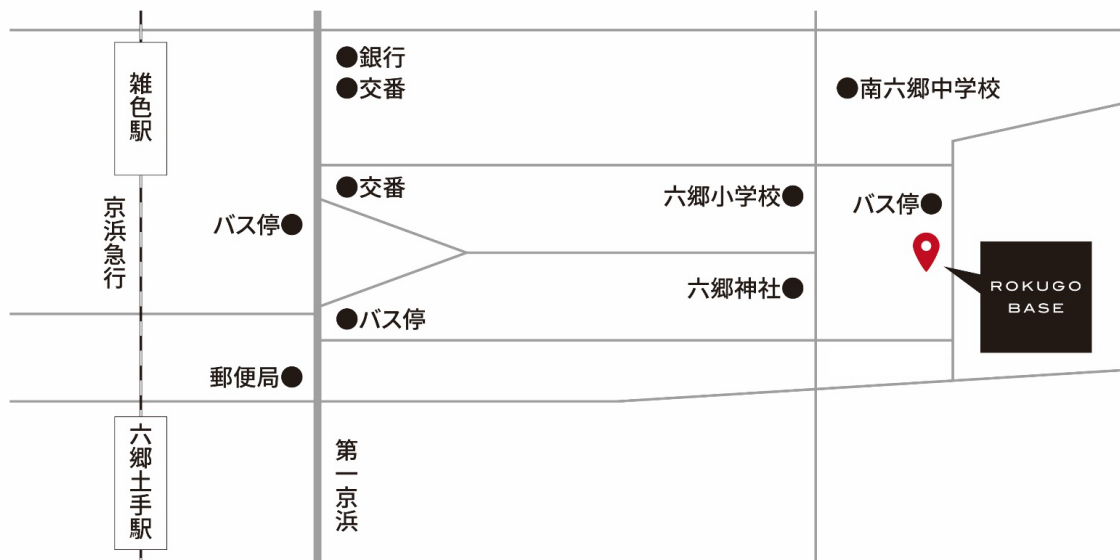 銀行
交番
雑色駅
南六郷中学校
交番
六郷小学校
バス停
京浜急行
バス停
六郷神社
ROKUGO
BASE
バス停
郵便局
六郷土手駅
第一京浜